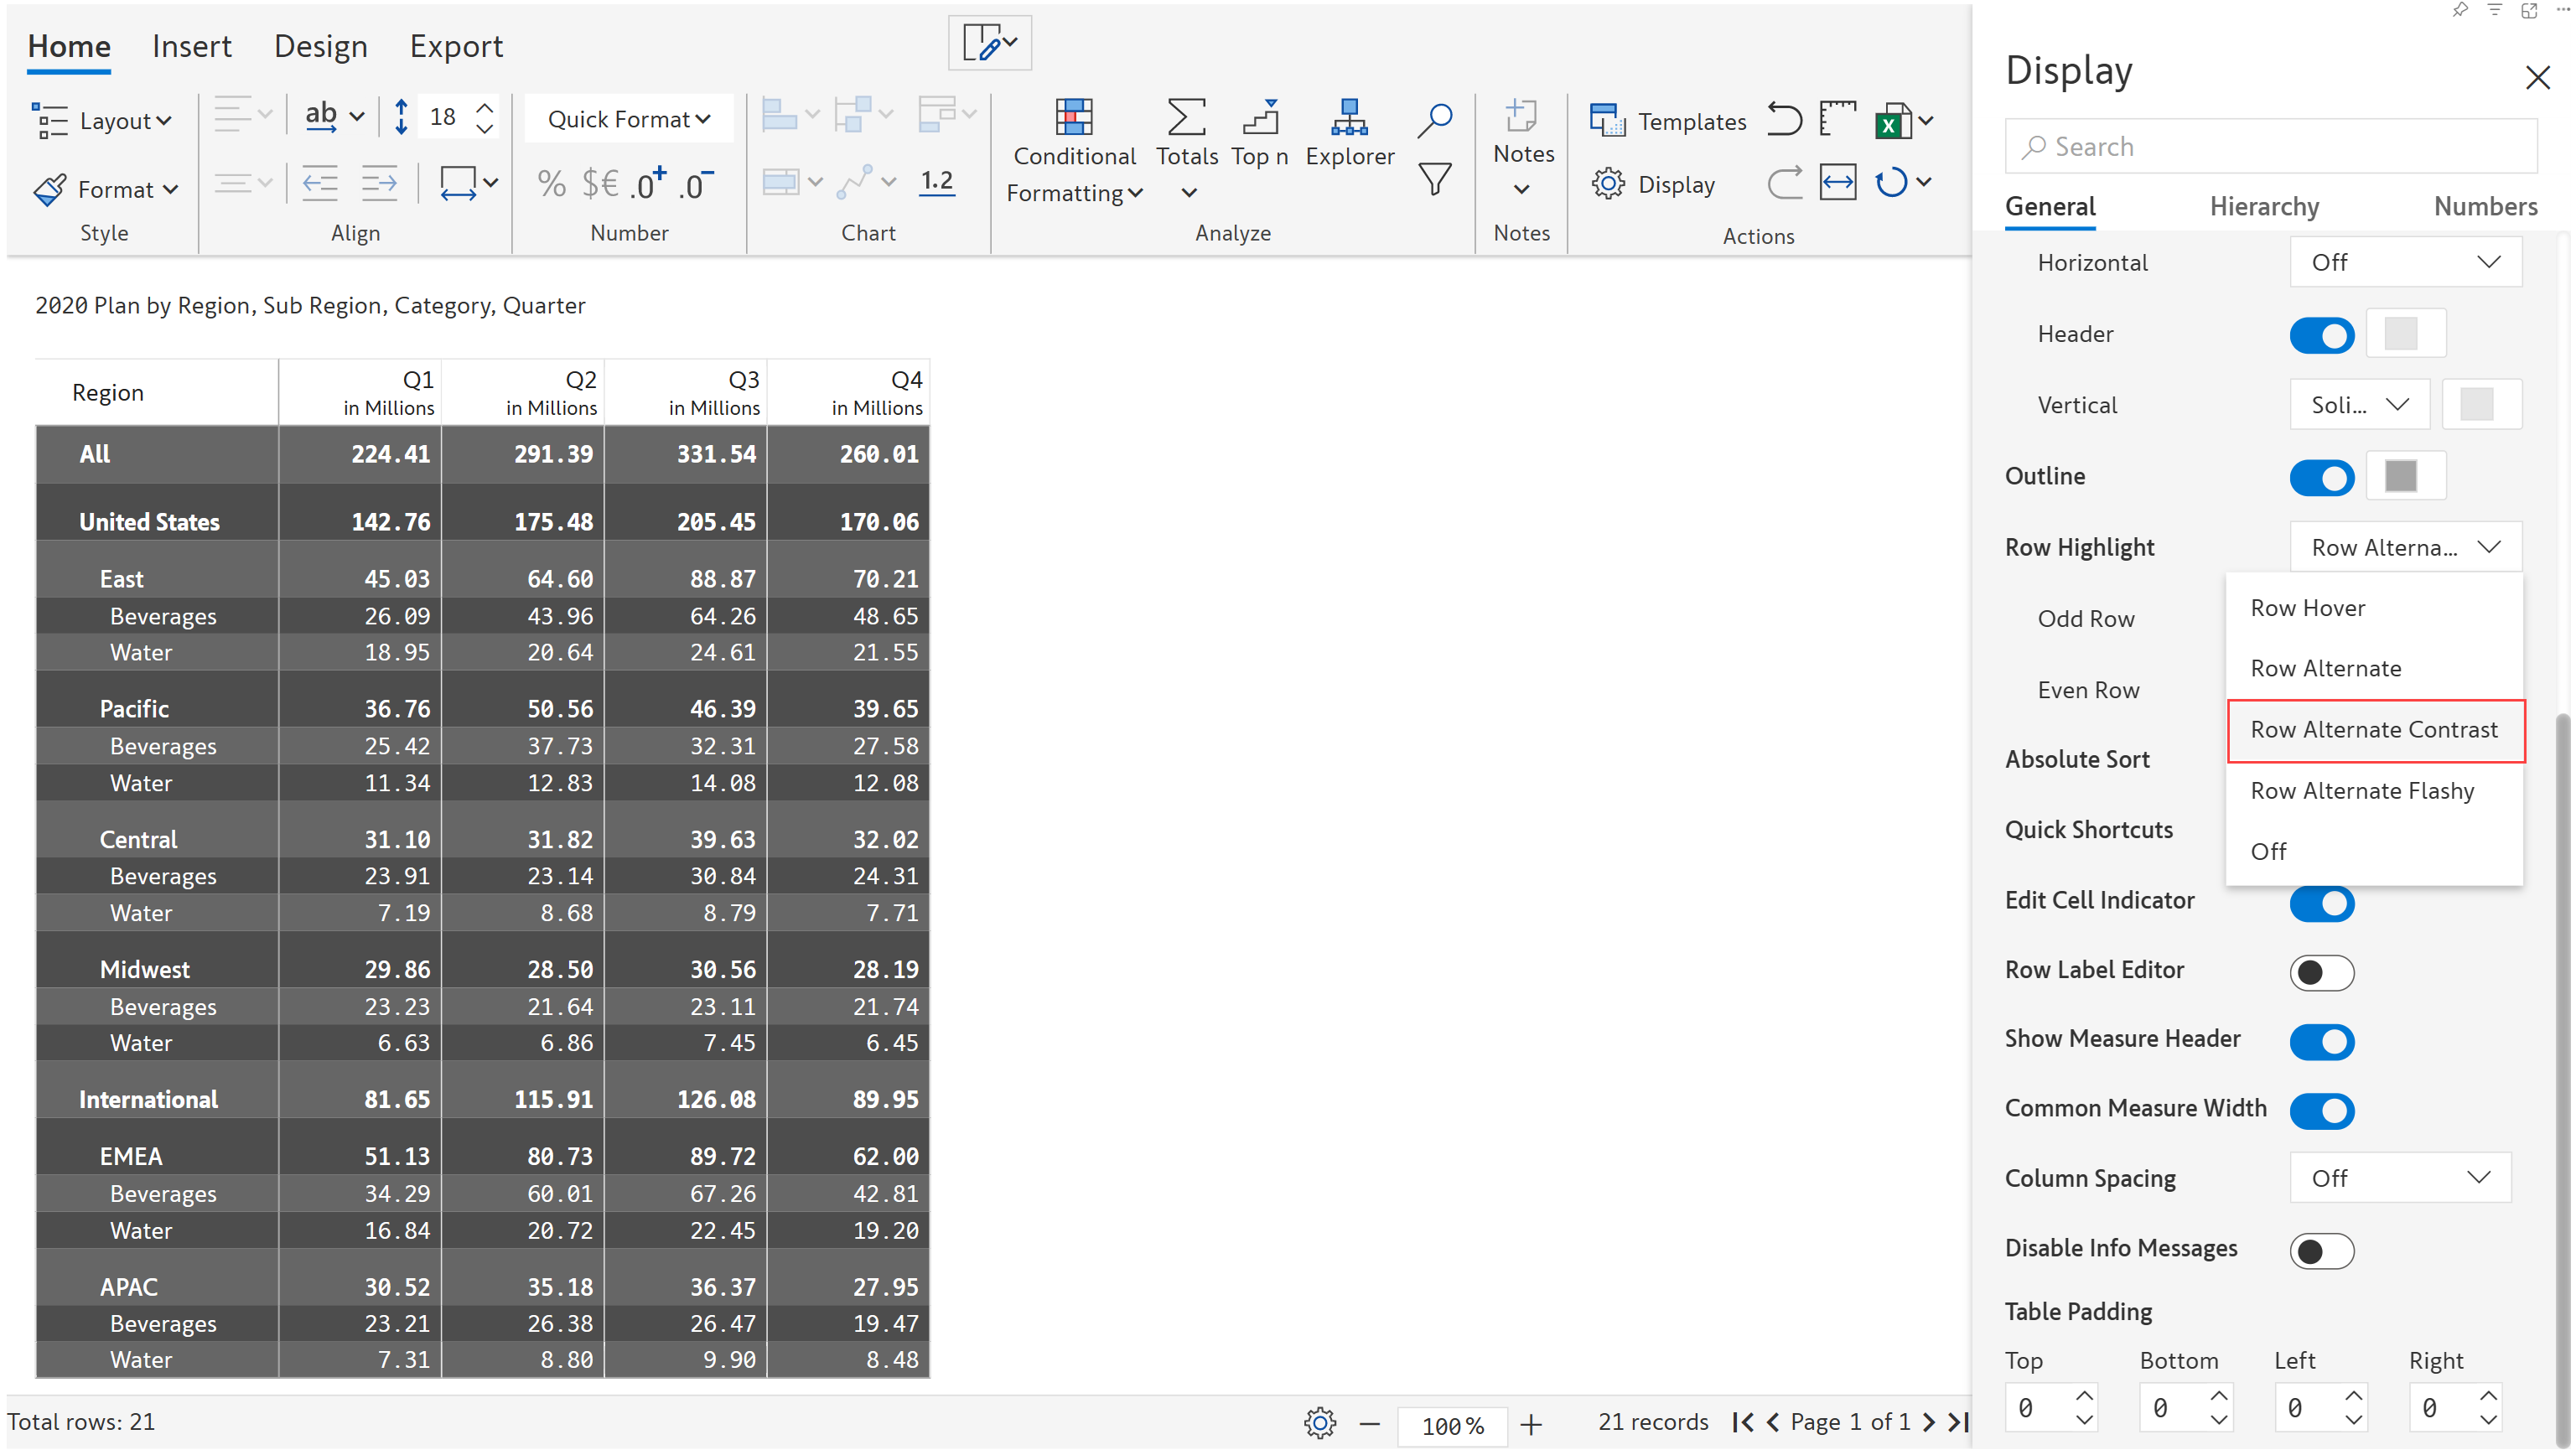 Home Insert Design Export
Layout ab 18 Quick Format
Format % $€ .0+ .0- 1.2
Conditional Formatting Totals Top n Explorer
Notes Templates Display
Style Align Number Chart Analyze Notes Actions
2020 Plan by Region, Sub Region, Category, Quarter
Region Q1 in Millions Q2 in Millions Q3 in Millions Q4 in Millions
All 224.41 291.39 331.54 260.01
United States 142.76 175.48 205.45 170.06
East 45.03 64.60 88.87 70.21
Beverages 26.09 43.96 64.26 48.65
Water 18.95 20.64 24.61 21.55
Pacific 36.76 50.56 46.39 39.65
Beverages 25.42 37.73 32.31 27.58
Water 11.34 12.83 14.08 12.08
Central 31.10 31.82 39.63 32.02
Beverages 23.91 23.14 30.84 24.31
Water 7.19 8.68 8.79 7.71
Midwest 29.86 28.50 30.56 28.19
Beverages 23.23 21.64 23.11 21.74
Water 6.63 6.86 7.45 6.45
International 81.65 115.91 126.08 89.95
EMEA 51.13 80.73 89.72 62.00
Beverages 34.29 60.01 67.26 42.81
Water 16.84 20.72 22.45 19.20
APAC 30.52 35.18 36.37 27.95
Beverages 23.21 26.38 26.47 19.47
Water 7.31 8.80 9.90 8.48
Total rows: 21 100% 21 records Page 1 of 1
Display
Search
General Hierarchy Numbers
Horizontal Off
Header
Vertical Soli...
Outline
Row Highlight Row Alterna...
Row Hover
Odd Row
Row Alternate
Even Row
Row Alternate Contrast
Absolute Sort
Row Alternate Flashy
Quick Shortcuts
Off
Edit Cell Indicator
Row Label Editor
Show Measure Header
Common Measure Width
Column Spacing Off
Disable Info Messages
Table Padding
Top Bottom Left Right
0 0 0 0